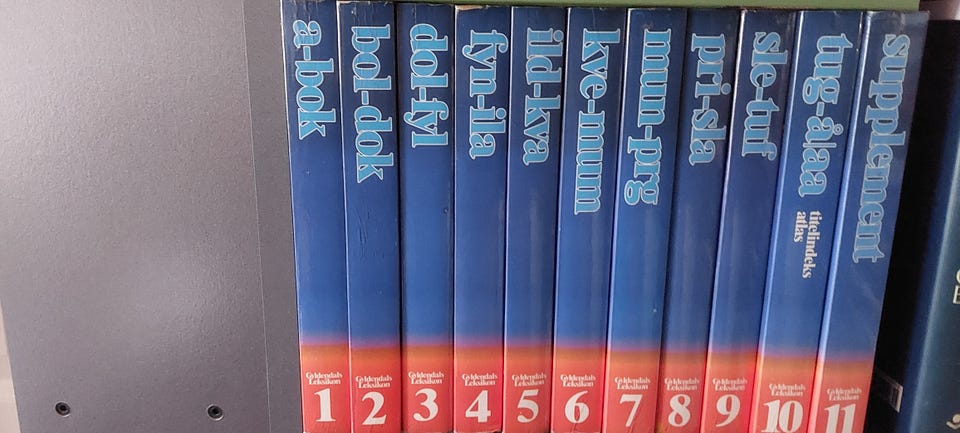 a-bok
Gyldendals
Leksikon
1
bol-dok
Gyldendals
Leksikon
2
dol-fyl
Gyldendals
Leksikon
3
fyn-ila
Gyldendals
Leksikon
4
ild-kva
Gyldendals
Leksikon
5
kve-mum
Gyldendals
Leksikon
6
mun-prg
Gyldendals
Leksikon
7
pri-sla
Gyldendals
Leksikon
8
sle-tuf
Gyldendals
Leksikon
9
tug-å|aa
titelindeks
atlas
Gyldendals
Leksikon
10
supplement
Gyldendals
Leksikon
11